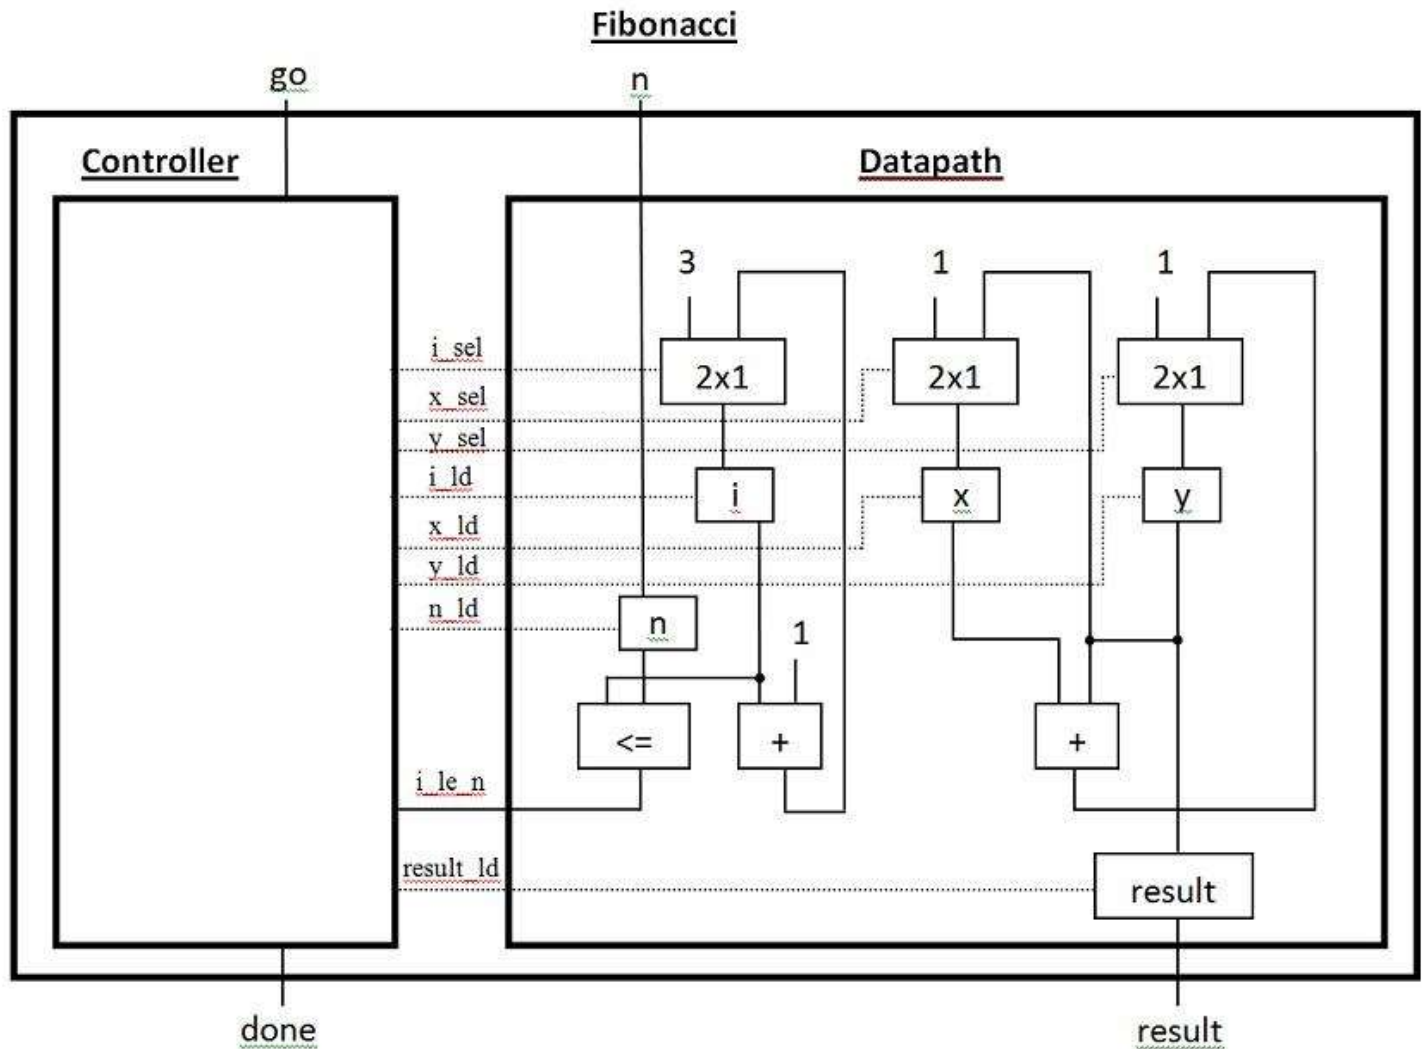 Fibonacci
go
n
Controller
Datapath
3
1
1
i_sel
2x1
2x1
2x1
x_sel
y_sel
i_ld
i
x
y
x_ld
y_ld
n_ld
n
1
<=
+
+
i_le_n
result_ld
result
done
result